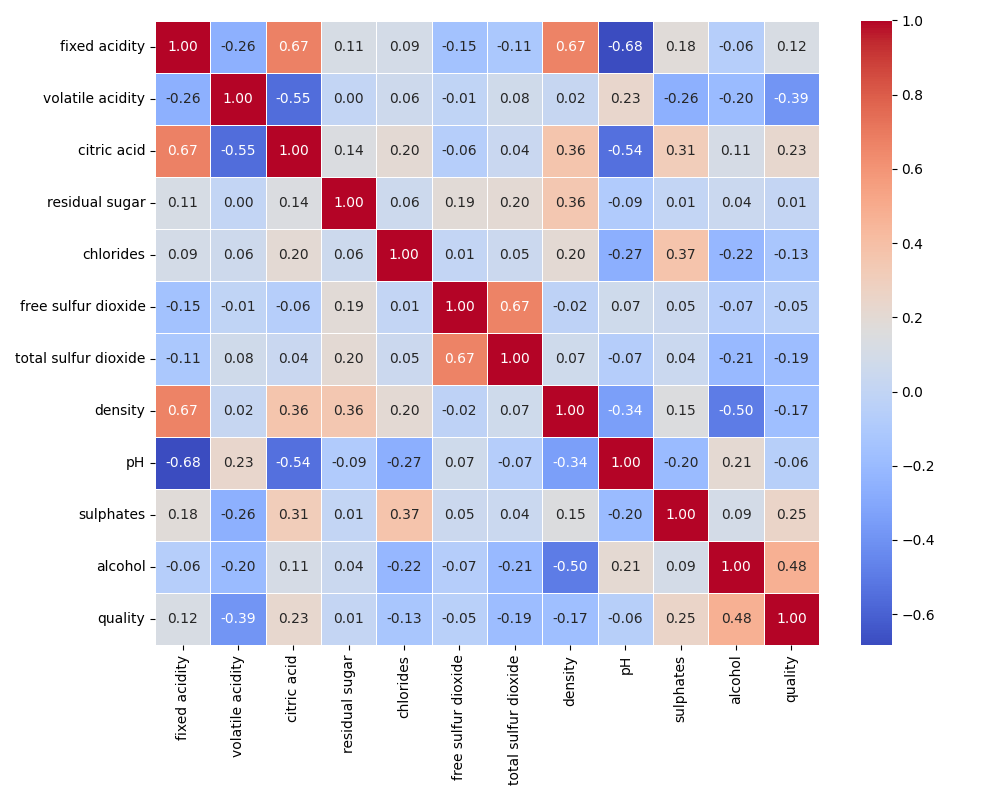 fixed acidity 1.00 -0.26 0.67 0.11 0.09 -0.15 -0.11 0.67 -0.68 0.18 -0.06 0.12
volatile acidity -0.26 1.00 -0.55 0.00 0.06 -0.01 0.08 0.02 0.23 -0.26 -0.20 -0.39
citric acid 0.67 -0.55 1.00 0.14 0.20 -0.06 0.04 0.36 -0.54 0.31 0.11 0.23
residual sugar 0.11 0.00 0.14 1.00 0.06 0.19 0.20 0.36 -0.09 0.01 0.04 0.01
chlorides 0.09 0.06 0.20 0.06 1.00 0.01 0.05 0.20 -0.27 0.37 -0.22 -0.13
free sulfur dioxide -0.15 -0.01 -0.06 0.19 0.01 1.00 0.67 -0.02 0.07 0.05 -0.07 -0.05
total sulfur dioxide -0.11 0.08 0.04 0.20 0.05 0.67 1.00 0.07 -0.07 0.04 -0.21 -0.19
density 0.67 0.02 0.36 0.36 0.20 -0.02 0.07 1.00 -0.34 0.15 -0.50 -0.17
pH -0.68 0.23 -0.54 -0.09 -0.27 0.07 -0.07 -0.34 1.00 -0.20 0.21 -0.06
sulphates 0.18 -0.26 0.31 0.01 0.37 0.05 0.04 0.15 -0.20 1.00 0.09 0.25
alcohol -0.06 -0.20 0.11 0.04 -0.22 -0.07 -0.21 -0.50 0.21 0.09 1.00 0.48
quality 0.12 -0.39 0.23 0.01 -0.13 -0.05 -0.19 -0.17 -0.06 0.25 0.48 1.00
fixed acidity
volatile acidity
citric acid
residual sugar
chlorides
free sulfur dioxide
total sulfur dioxide
density
pH
sulphates
alcohol
quality
1.0
0.8
0.6
0.4
0.2
0.0
−0.2
−0.4
−0.6